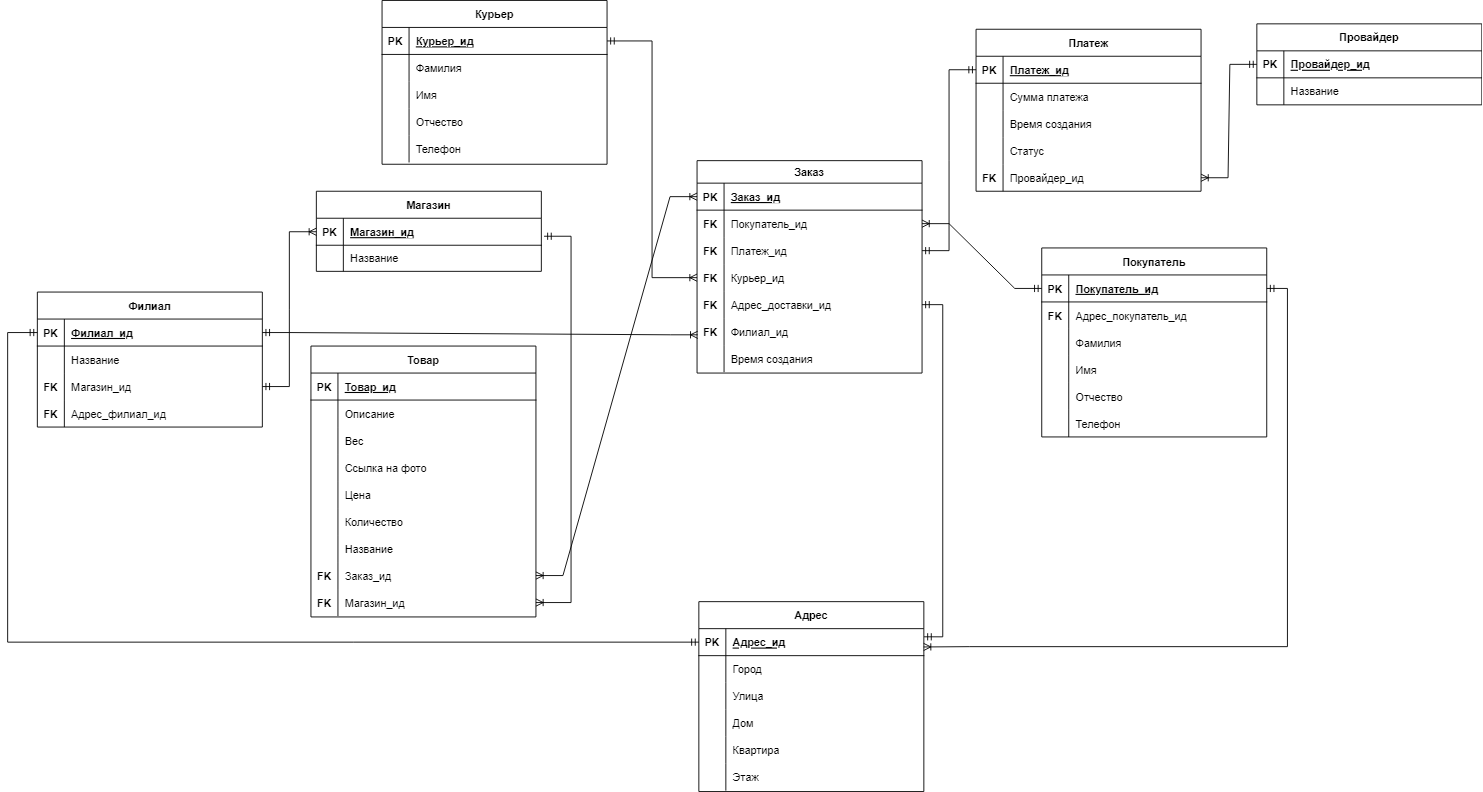 Курьер
PK Курьер_ид
Фамилия
Имя
Отчество
Телефон
Платеж
PK Платеж_ид
Сумма платежа
Время создания
Статус
FK Провайдер_ид
Провайдер
PK Провайдер_ид
Название
Магазин
PK Магазин_ид
Название
Заказ
PK Заказ_ид
FK Покупатель_ид
FK Платеж_ид
FK Курьер_ид
FK Адрес_доставки_ид
FK Филиал_ид
Время создания
Покупатель
PK Покупатель_ид
FK Адрес_покупатель_ид
Фамилия
Имя
Отчество
Телефон
Филиал
PK Филиал_ид
Название
FK Магазин_ид
FK Адрес_филиал_ид
Товар
PK Товар_ид
Описание
Вес
Ссылка на фото
Цена
Количество
Название
FK Заказ_ид
FK Магазин_ид
Адрес
PK Адрес_ид
Город
Улица
Дом
Квартира
Этаж